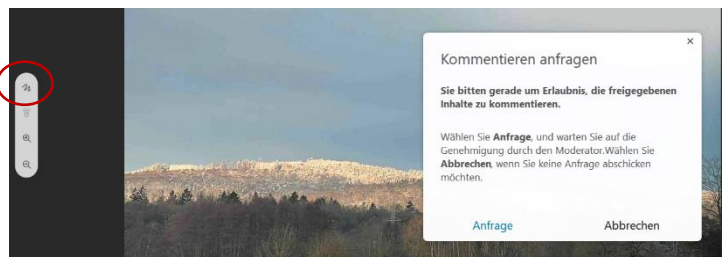 Kommentieren anfragen
Sie bitten gerade um Erlaubnis, die freigegebenen
Inhalte zu kommentieren.
Wählen Sie Anfrage, und warten Sie auf die
Genehmigung durch den Moderator.Wählen Sie
Abbrechen, wenn Sie keine Anfrage abschicken
möchten.
Anfrage Abbrechen